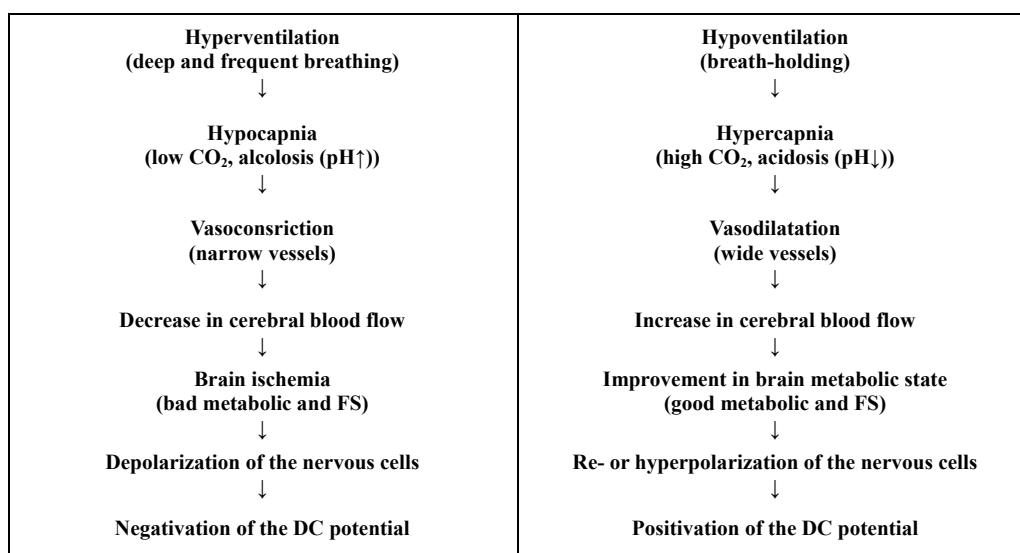 Hyperventilation
(deep and frequent breathing)
↓
Hypocapnia
(low CO₂, alcolosis (pH↑))
↓
Vasoconsriction
(narrow vessels)
↓
Decrease in cerebral blood flow
↓
Brain ischemia
(bad metabolic and FS)
↓
Depolarization of the nervous cells
↓
Negativation of the DC potential
Hypoventilation
(breath-holding)
↓
Hypercapnia
(high CO₂, acidosis (pH↓))
↓
Vasodilatation
(wide vessels)
↓
Increase in cerebral blood flow
↓
Improvement in brain metabolic state
(good metabolic and FS)
↓
Re- or hyperpolarization of the nervous cells
↓
Positivation of the DC potential